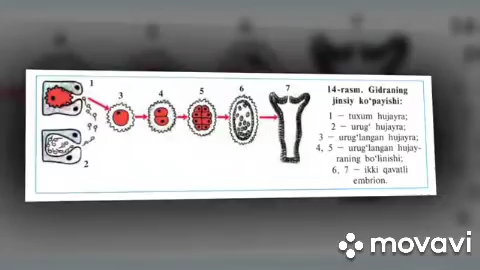 1
2
3
4
5
6
7
14-rasm. Gidraning
jinsiy ko'payishi:
1 — tuxum hujayra;
2 — urug' hujayra;
3 — urug'langan hujayra;
4, 5 — urug'langan hujay-
raning bo'linishi;
6, 7 — ikki qavatli
embrion.
movavi